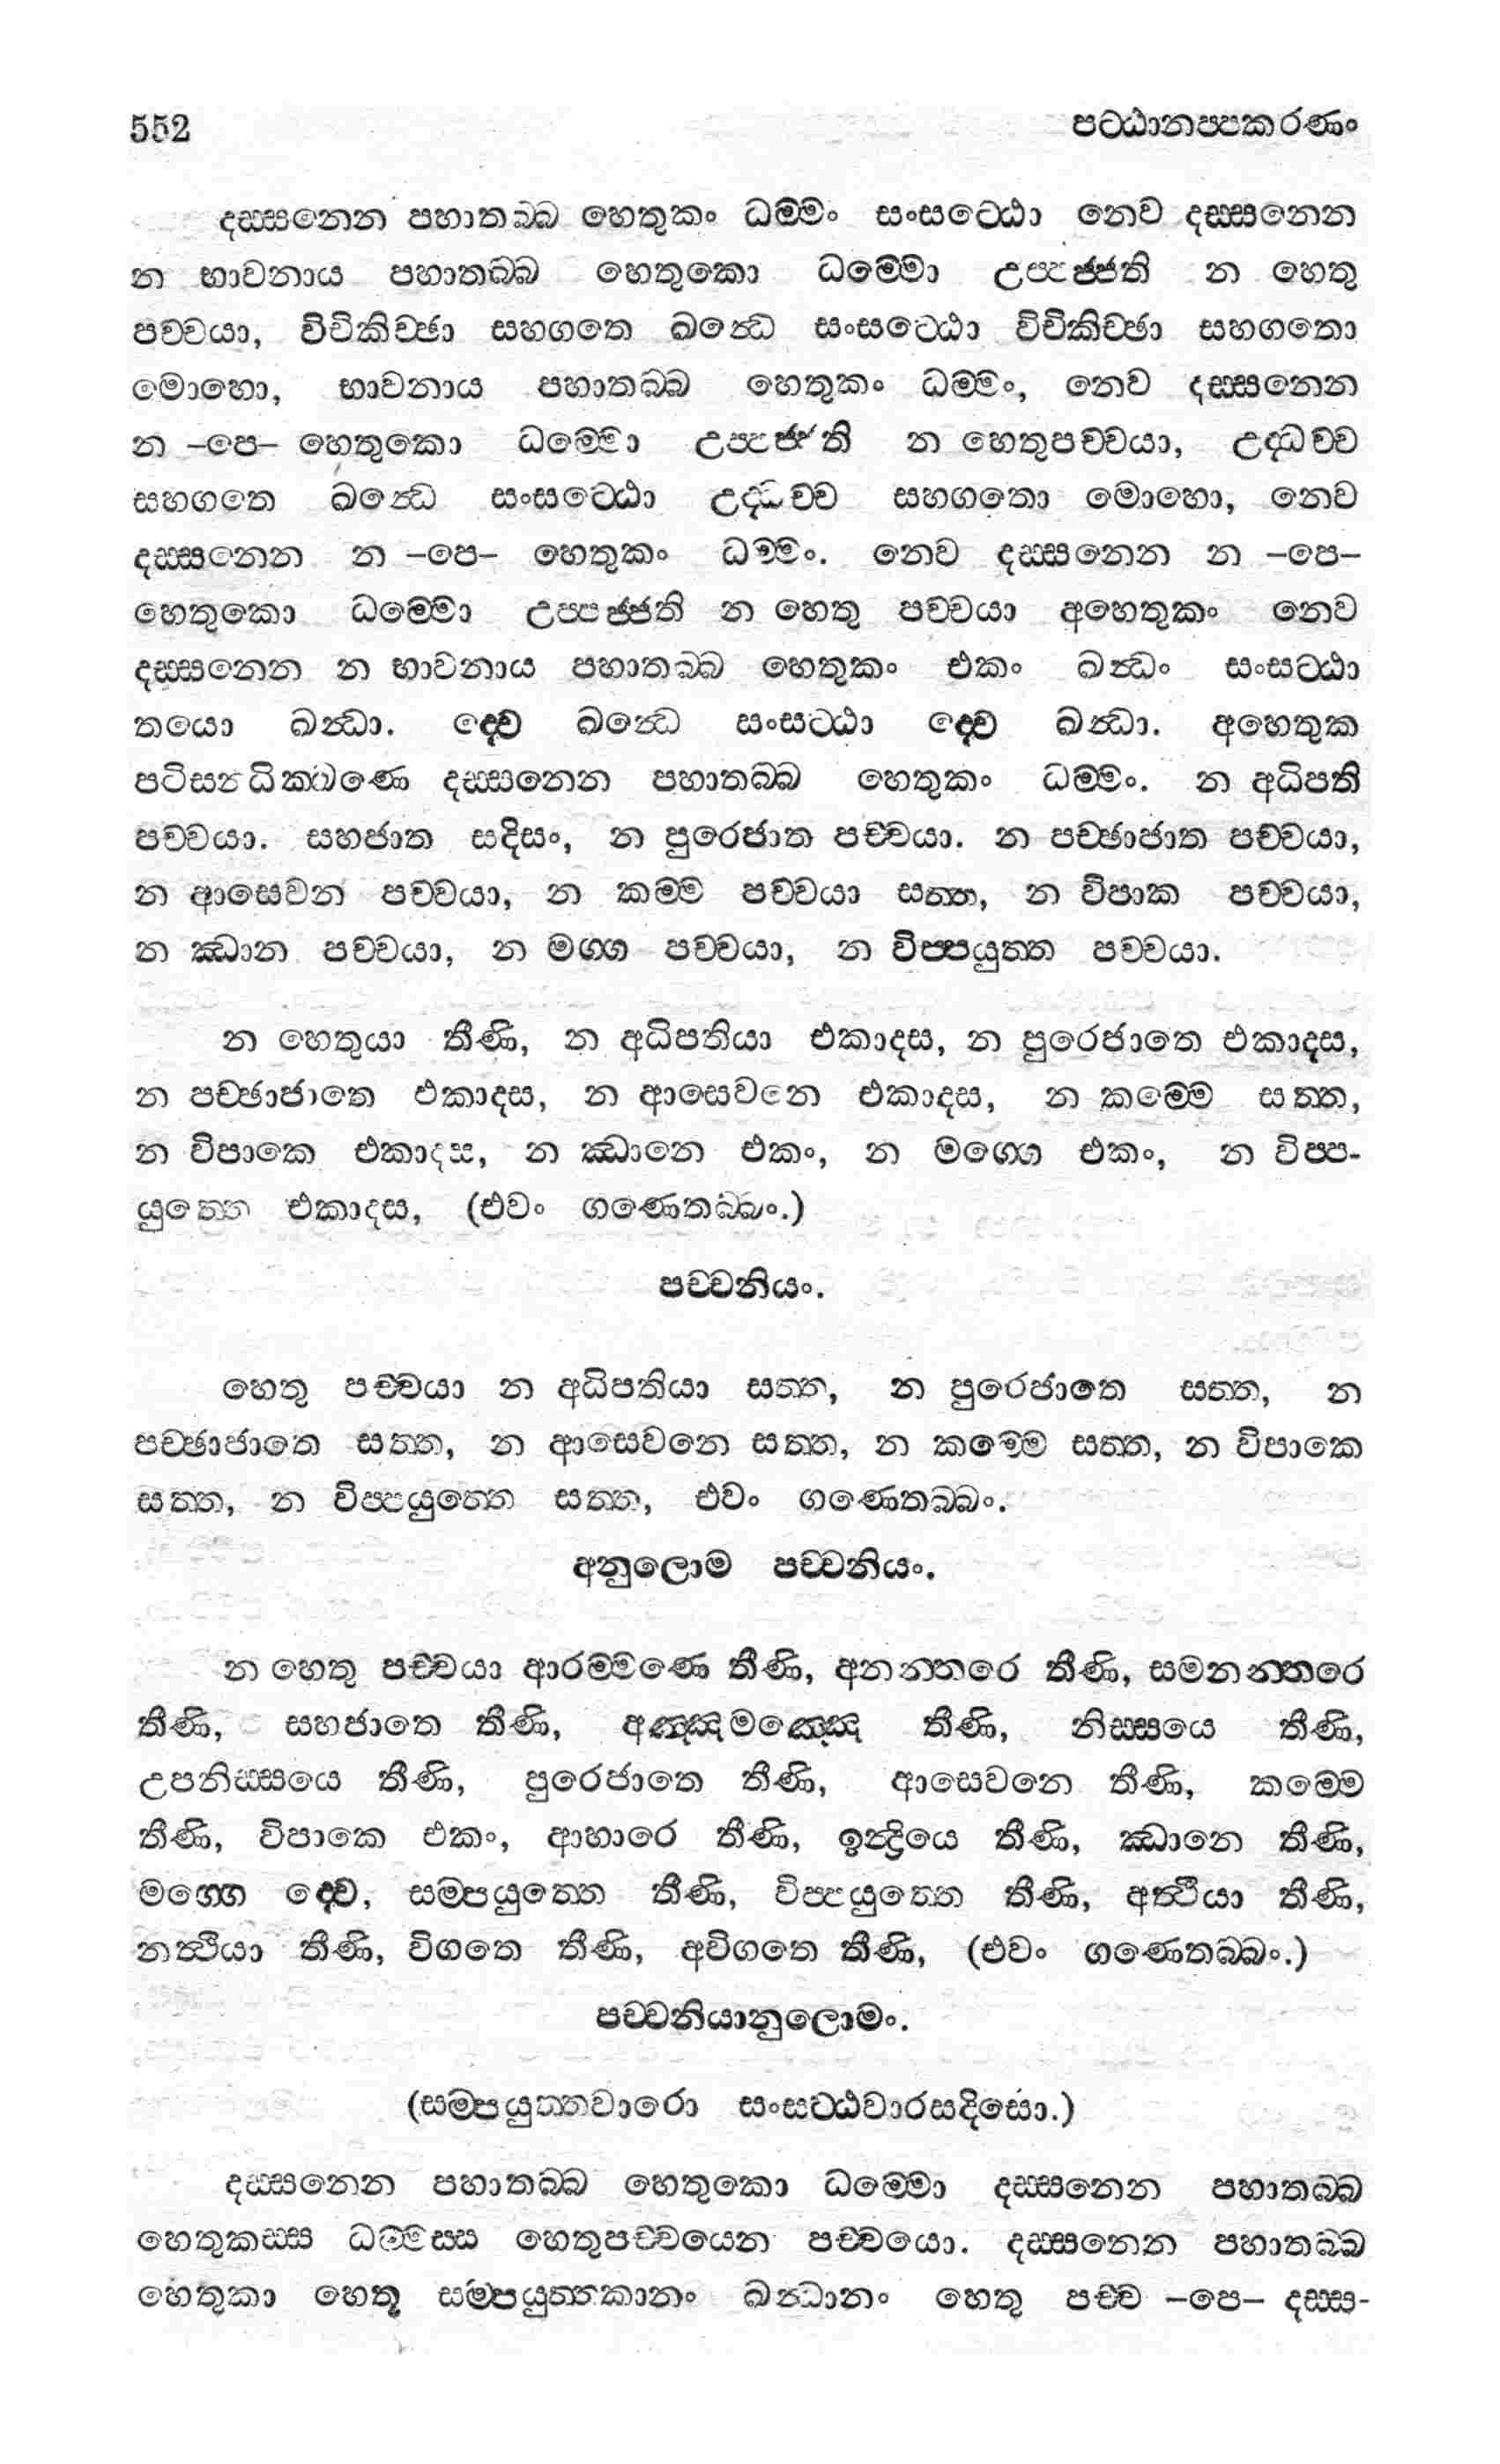 552 පට්ඨානප්පකරණං
දස්සනෙන පහාතබ්බ හෙතුකං ධම්මං සංසට්ඨො නෙව දස්සනෙන
න භාවනාය පහාතබ්බ හෙතුකො ධම්මො උප්පජ්ජති න හෙතු
පච්චයා, විචිකිච්ඡා සහගතෙ ඛන්ධෙ සංසට්ඨො විචිකිච්ඡා සහගතො
මොහො, භාවනාය පහාතබ්බ හෙතුකං ධම්මං, නෙව දස්සනෙන
න –පෙ– හෙතුකො ධම්මො උප්පජ්ජති න හෙතුපච්චයා, උද්ධච්ච
සහගතෙ ඛන්ධෙ සංසට්ඨො උද්ධච්ච සහගතො මොහො, නෙව
දස්සනෙන න –පෙ– හෙතුකං ධම්මං. නෙව දස්සනෙන න –පෙ–
හෙතුකො ධම්මො උප්පජ්ජති න හෙතු පච්චයා අහෙතුකං නෙව
දස්සනෙන න භාවනාය පහාතබ්බ හෙතුකං එකං ඛන්ධං සංසට්ඨා
තයො ඛන්ධා. ද්වෙ ඛන්ධෙ සංසට්ඨා ද්වෙ ඛන්ධා. අහෙතුක
පටිසන්ධික්ඛණෙ දස්සනෙන පහාතබ්බ හෙතුකං ධම්මං. න අධිපති
පච්චයා. සහජාත සදිසං, න පුරෙජාත පච්චයා. න පච්ඡාජාත පච්චයා,
න ආසෙවන පච්චයා, න කම්ම පච්චයා සත්ත, න විපාක පච්චයා,
න ඣාන පච්චයා, න මග්ග පච්චයා, න විප්පයුත්ත පච්චයා.
න හෙතුයා තීණි, න අධිපතියා එකාදස, න පුරෙජාතෙ එකාදස,
න පච්ඡාජාතෙ එකාදස, න ආසෙවනෙ එකාදස, න කම්මෙ සත්ත,
න විපාකෙ එකාදස, න ඣානෙ එකං, න මග්ගෙ එකං, න විප්ප-
යුත්තෙ එකාදස, (එවං ගණෙතබ්බං.)
පච්චනියං.
හෙතු පච්චයා න අධිපතියා සත්ත, න පුරෙජාතෙ සත්ත, න
පච්ඡාජාතෙ සත්ත, න ආසෙවනෙ සත්ත, න කම්මෙ සත්ත, න විපාකෙ
සත්ත, න විප්පයුත්තෙ සත්ත, එවං ගණෙතබ්බං.
අනුලොම පච්චනියං.
න හෙතු පච්චයා ආරම්මණෙ තීණි, අනන්තරෙ තීණි, සමනන්තරෙ
තීණි, සහජාතෙ තීණි, අඤ්ඤමඤ්ඤෙ තීණි, නිස්සයෙ තීණි,
උපනිස්සයෙ තීණි, පුරෙජාතෙ තීණි, ආසෙවනෙ තීණි, කම්මෙ
තීණි, විපාකෙ එකං, ආහාරෙ තීණි, ඉන්ද්‍රියෙ තීණි, ඣානෙ තීණි,
මග්ගෙ ද්වෙ, සම්පයුත්තෙ තීණි, විප්පයුත්තෙ තීණි, අත්ථියා තීණි,
නත්ථියා තීණි, විගතෙ තීණි, අවිගතෙ තීණි, (එවං ගණෙතබ්බං.)
පච්චනියානුලොමං.
(සම්පයුත්තවාරො සංසට්ඨවාරසදිසො.)
දස්සනෙන පහාතබ්බ හෙතුකො ධම්මො දස්සනෙන පහාතබ්බ
හෙතුකස්ස ධම්මස්ස හෙතුපච්චයෙන පච්චයො. දස්සනෙන පහාතබ්බ
හෙතුකා හෙතූ සම්පයුත්තකානං ඛන්ධානං හෙතු පච්ච –පෙ– දස්ස-